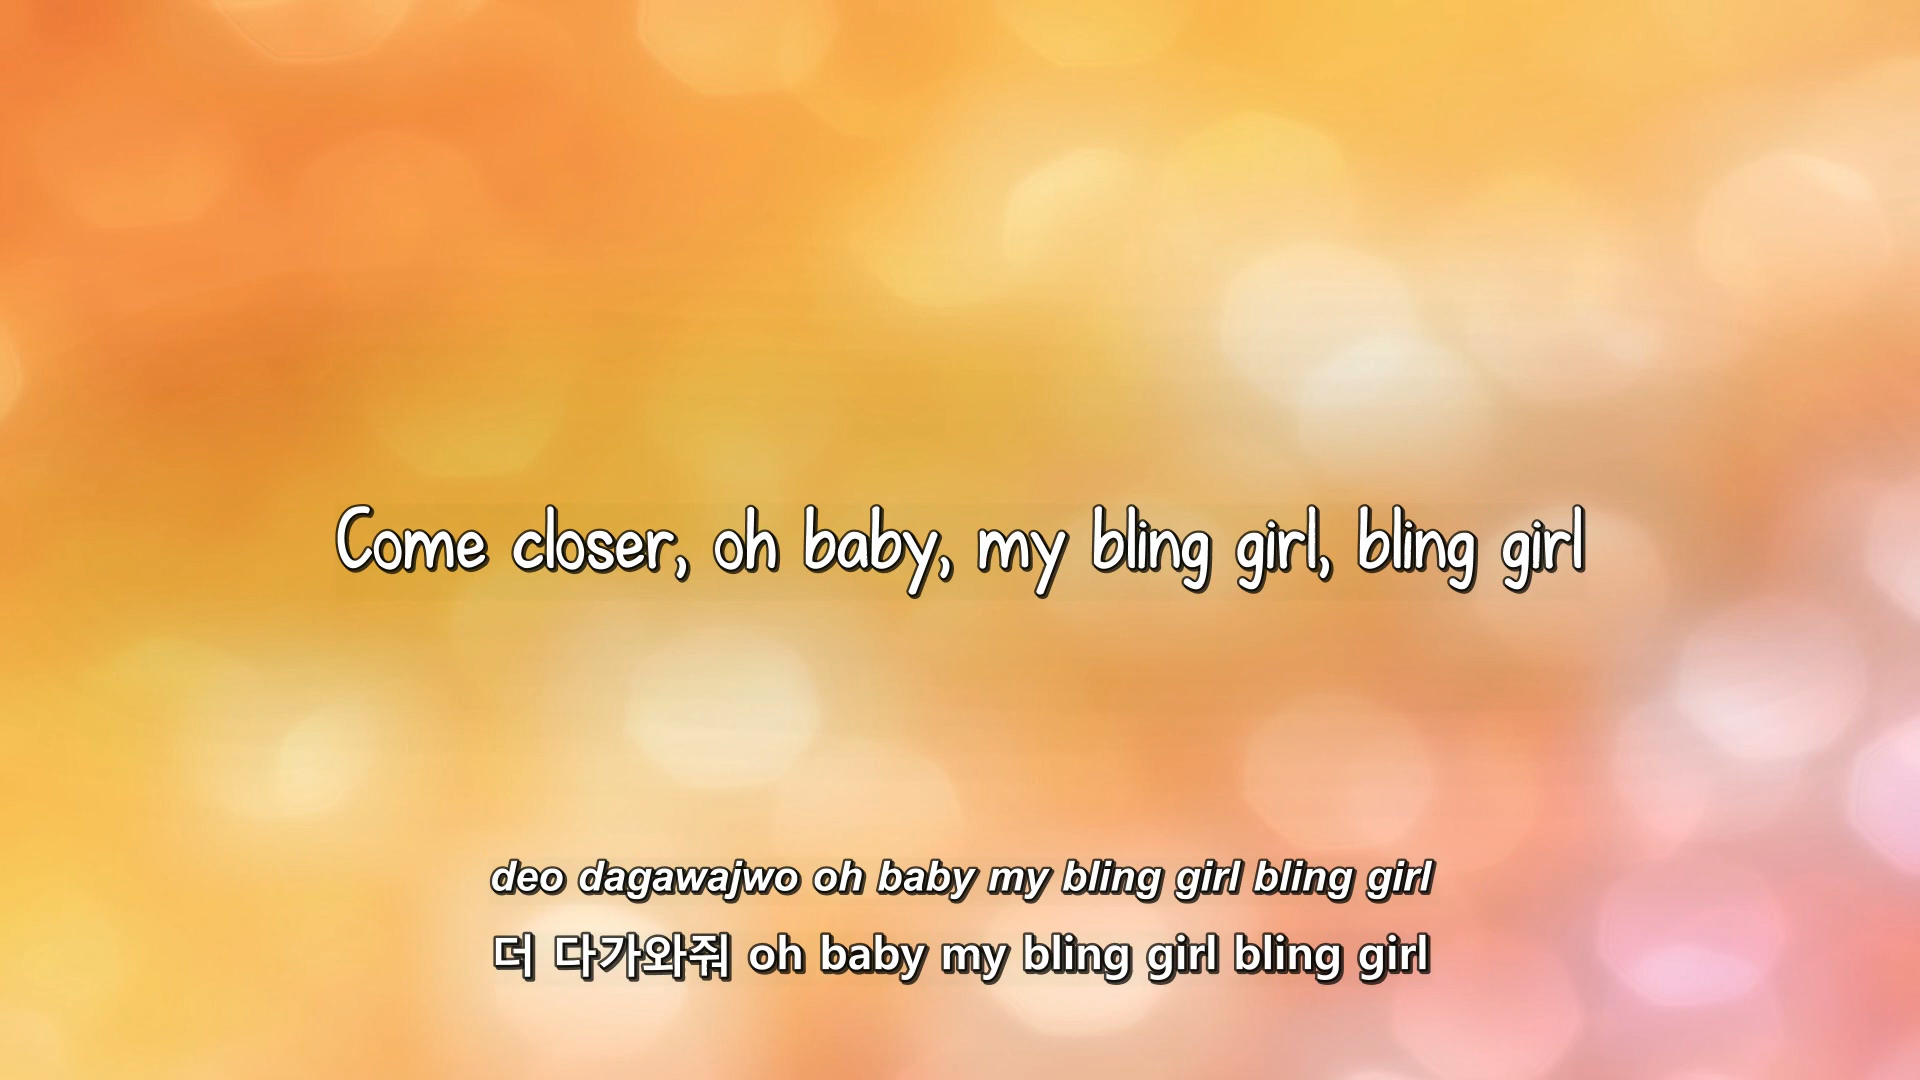 Come closer, oh baby, my bling girl, bling girl
deo dagawajwo oh baby my bling girl bling girl
더 다가와줘 oh baby my bling girl bling girl